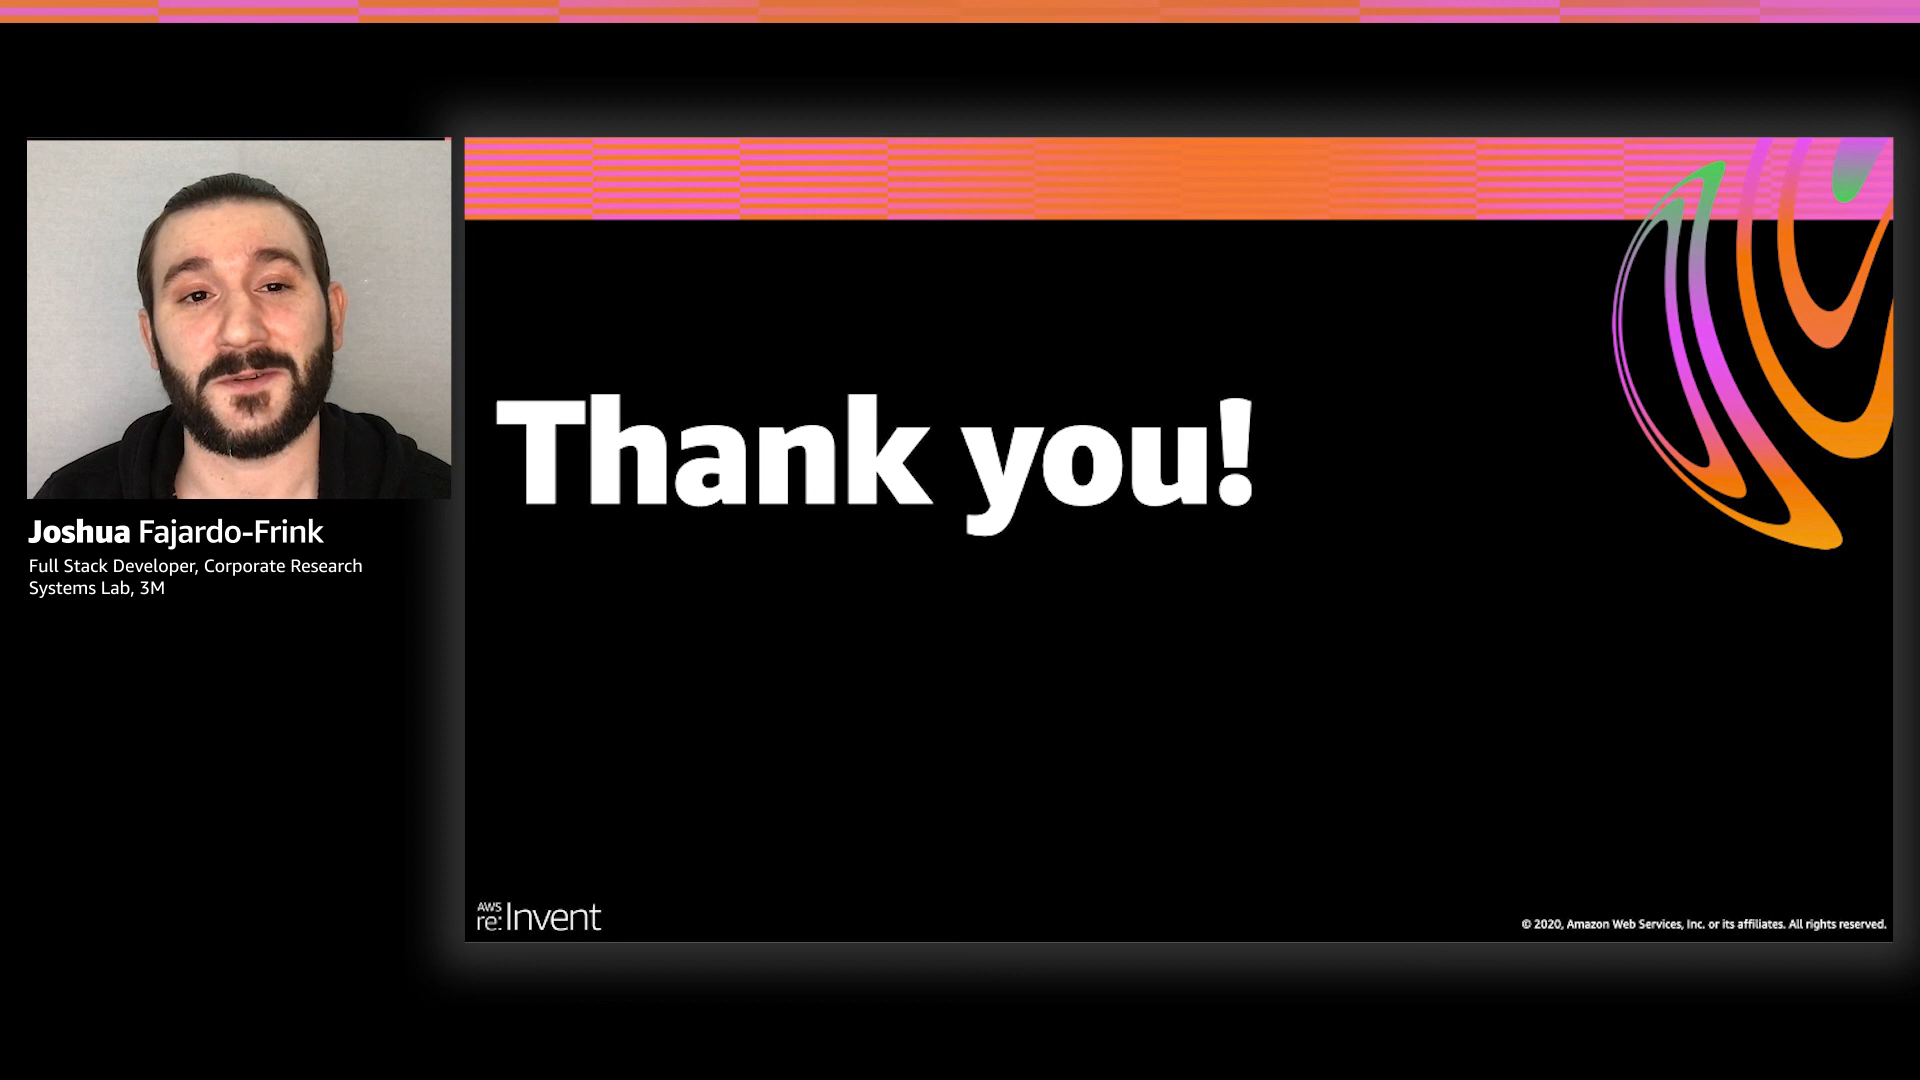 Thank you!
Joshua Fajardo-Frink
Full Stack Developer, Corporate Research
Systems Lab, 3M
AWS
re:Invent
© 2020, Amazon Web Services, Inc. or its affiliates. All rights reserved.